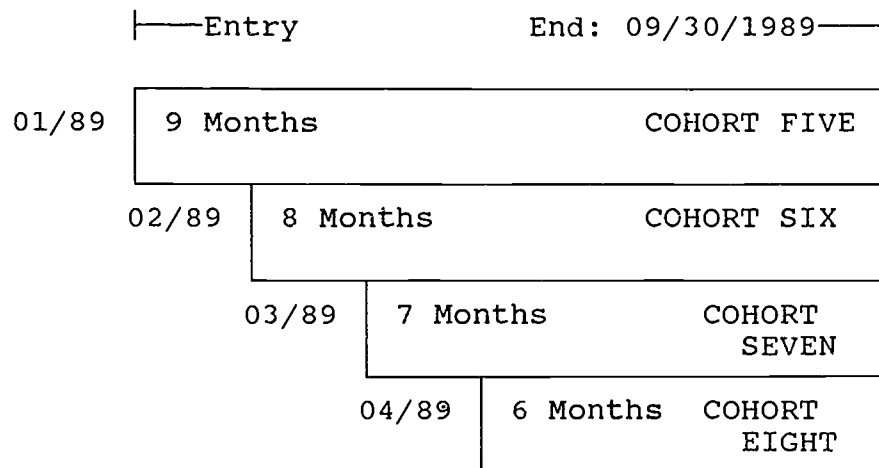 Entry End: 09/30/1989
01/89 9 Months COHORT FIVE
02/89 8 Months COHORT SIX
03/89 7 Months COHORT
SEVEN
04/89 6 Months COHORT
EIGHT